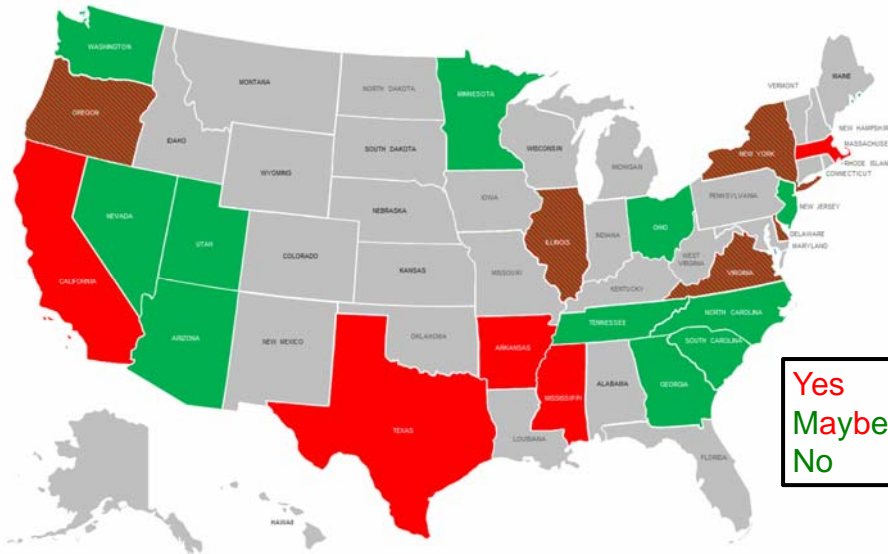 WASHINGTON
OREGON
CALIFORNIA
NEVADA
IDAHO
MONTANA
WYOMING
UTAH
ARIZONA
COLORADO
NEW MEXICO
NORTH DAKOTA
SOUTH DAKOTA
NEBRASKA
KANSAS
OKLAHOMA
TEXAS
MINNESOTA
IOWA
MISSOURI
ARKANSAS
LOUISIANA
WISCONSIN
ILLINOIS
MICHIGAN
INDIANA
OHIO
KENTUCKY
TENNESSEE
MISSISSIPPI
ALABAMA
GEORGIA
FLORIDA
SOUTH CAROLINA
NORTH CAROLINA
VIRGINIA
WEST
VIRGINIA
PENNSYLVANIA
NEW YORK
VERMONT
MAINE
NEW HAMPSHIR
MASSACHUSE
RHODE ISLAN
CONNECTICUT
NEW JERSEY
DELAWARE
MARYLAND
HAWAII
Yes
Maybe
No